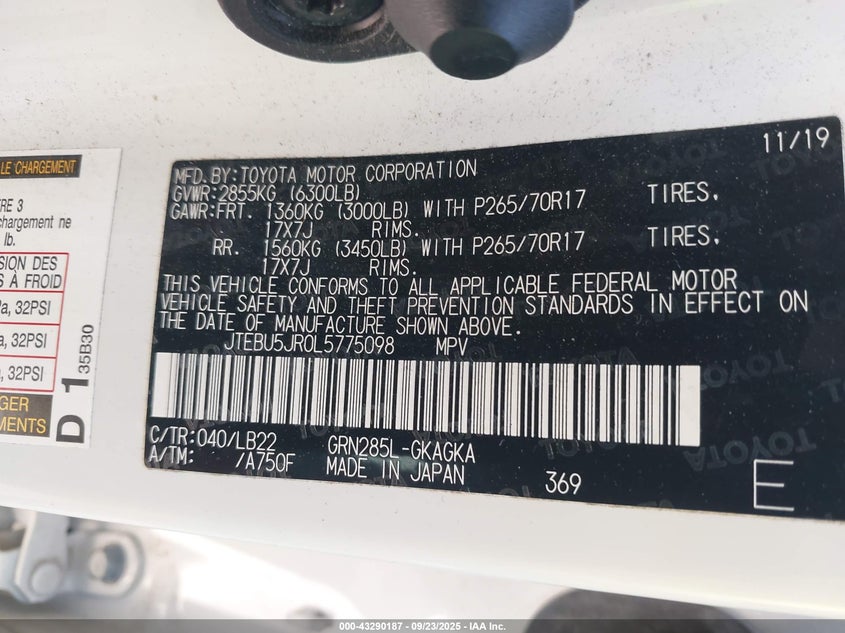 LE CHARGEMENT
RE 3
chargement ne
lb.
SION DES
S À FROID
a, 32PSI
a, 32PSI
a, 32PSI
GER
MENTS
D 1
35B30
11/19
MFD.BY:TOYOTA MOTOR CORPORATION
GVWR:2855KG (6300LB)
GAWR:FRT. 1360KG (3000LB) WITH P265/70R17 TIRES.
17X7J RIMS.
RR. 1560KG (3450LB) WITH P265/70R17 TIRES.
17X7J RIMS.
THIS VEHICLE CONFORMS TO ALL APPLICABLE FEDERAL MOTOR
VEHICLE SAFETY AND THEFT PREVENTION STANDARDS IN EFFECT ON
THE DATE OF MANUFACTURE SHOWN ABOVE.
JTEBU5JR0L5775098 MPV
C/TR:040/LB22 GRN285L-GKAGKA
A/TM: /A750F MADE IN JAPAN 369
E
000-43290187 - 09/23/2025 - IAA Inc.